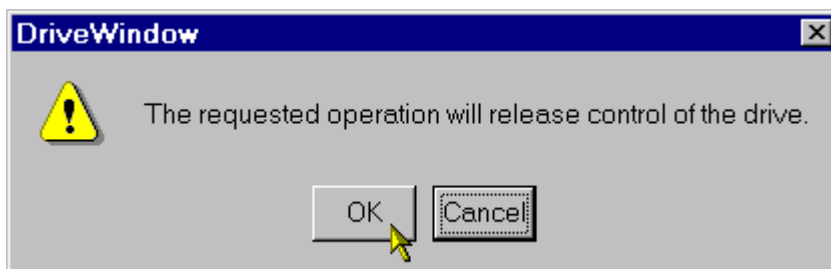 DriveWindow
The requested operation will release control of the drive.
OK Cancel